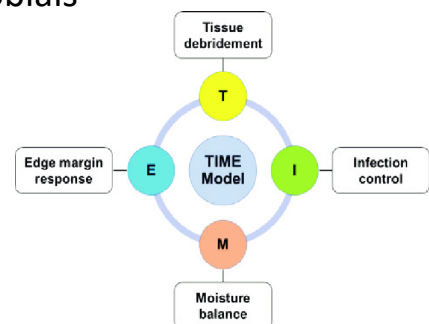 Tissue
debridement
T
Edge margin
response
E
TIME
Model
I
Infection
control
M
Moisture
balance